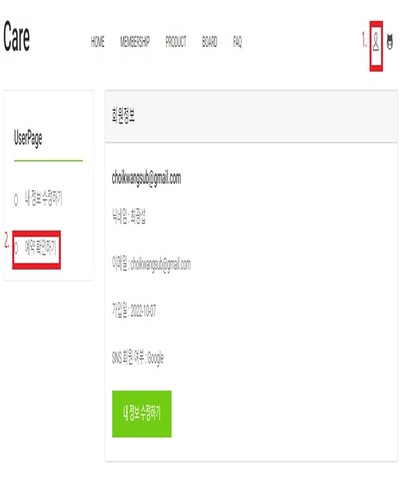 Care
HOME MEMBERSHIP PRODUCT BOARD FAQ
1.
UserPage
내 정보 수정하기
2.
예약 확인하기
회원정보
choikwangsub@gmail.com
닉네임 : 최광섭
이메일 : choikwangsub@gmail.com
가입일 : 2022-10-07
SNS 회원 여부 : Google
내 정보 수정하기